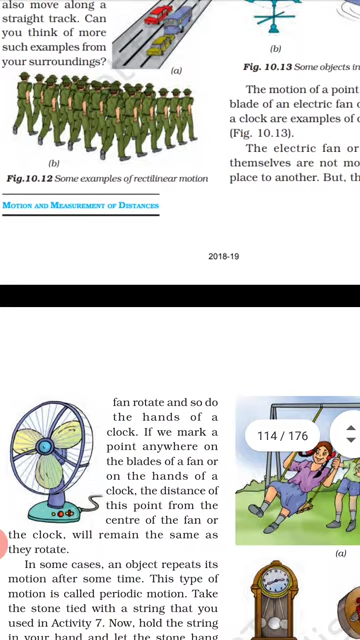 also move along a
straight track. Can
you think of more
such examples from
your surroundings?
(a)
(b)
Fig.10.12 Some examples of rectilinear motion
MOTION AND MEASUREMENT OF DISTANCES
(b)
Fig. 10.13 Some objects in
The motion of a point
blade of an electric fan
a clock are examples of
(Fig. 10.13).
The electric fan or
themselves are not
place to another. But,
2018-19
fan rotate and so do
the hands of a
clock. If we mark a
point anywhere on
the blades of a fan or
on the hands of a
clock, the distance of
this point from the
centre of the fan or
the clock, will remain the same as
they rotate.
In some cases, an object repeats its
motion after some time. This type of
motion is called periodic motion. Take
the stone tied with a string that you
used in Activity 7. Now, hold the string
in your hand and let the stone hang
114 / 176
(a)